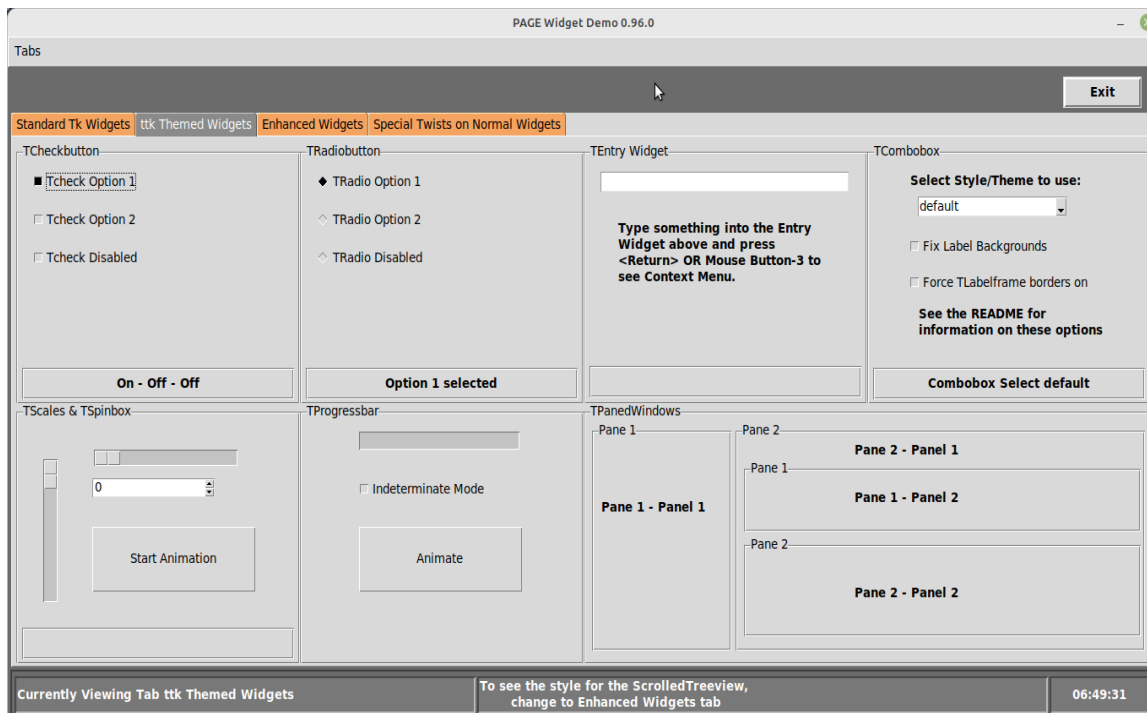 PAGE Widget Demo 0.96.0
Tabs
Exit
Standard Tk Widgets
ttk Themed Widgets
Enhanced Widgets
Special Twists on Normal Widgets
TCheckbutton
Tcheck Option 1
Tcheck Option 2
Tcheck Disabled
On - Off - Off
TRadiobutton
TRadio Option 1
TRadio Option 2
TRadio Disabled
Option 1 selected
TEntry Widget
Type something into the Entry
Widget above and press
<Return> OR Mouse Button-3 to
see Context Menu.
TCombobox
Select Style/Theme to use:
default
Fix Label Backgrounds
Force TLabelframe borders on
See the README for
information on these options
Combobox Select default
TScales & TSpinbox
0
Start Animation
TProgressbar
Indeterminate Mode
Animate
TPanedWindows
Pane 1
Pane 1 - Panel 1
Pane 2
Pane 2 - Panel 1
Pane 1
Pane 1 - Panel 2
Pane 2
Pane 2 - Panel 2
Currently Viewing Tab ttk Themed Widgets
To see the style for the ScrolledTreeview,
change to Enhanced Widgets tab
06:49:31